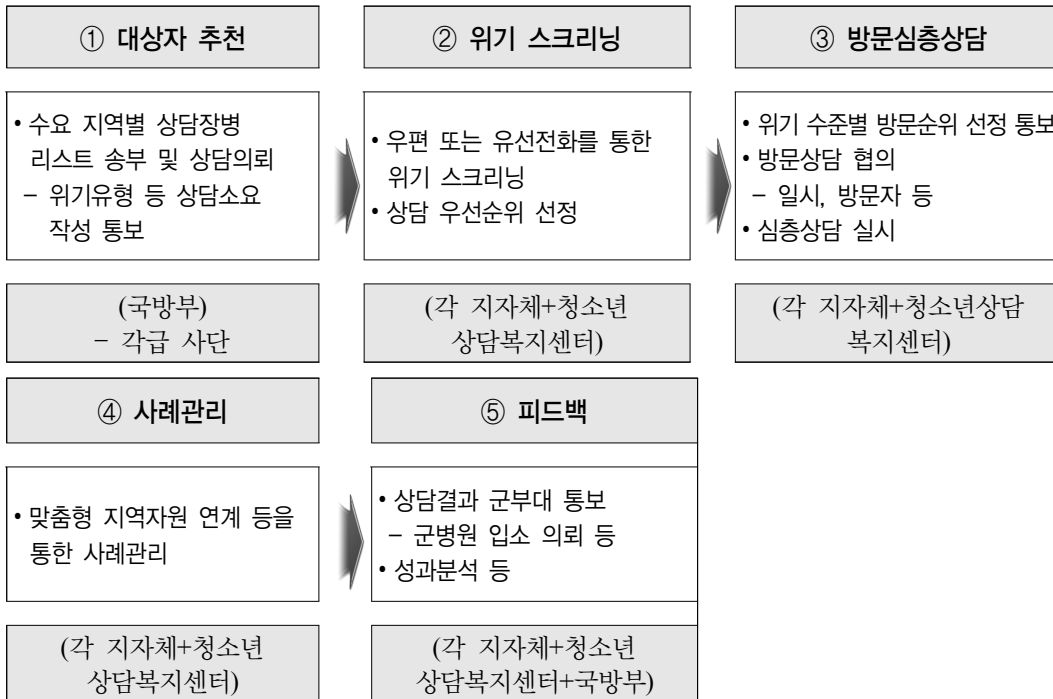 ① 대상자 추천
• 수요 지역별 상담장병
리스트 송부 및 상담의뢰
- 위기유형 등 상담소요
작성 통보
(국방부)
- 각급 사단
② 위기 스크리닝
• 우편 또는 유선전화를 통한
위기 스크리닝
• 상담 우선순위 선정
(각 지자체+청소년
상담복지센터)
③ 방문심층상담
• 위기 수준별 방문순위 선정 통보
• 방문상담 협의
- 일시, 방문자 등
• 심층상담 실시
(각 지자체+청소년상담
복지센터)
④ 사례관리
• 맞춤형 지역자원 연계 등을
통한 사례관리
(각 지자체+청소년
상담복지센터)
⑤ 피드백
• 상담결과 군부대 통보
- 군병원 입소 의뢰 등
• 성과분석 등
(각 지자체+청소년
상담복지센터+국방부)